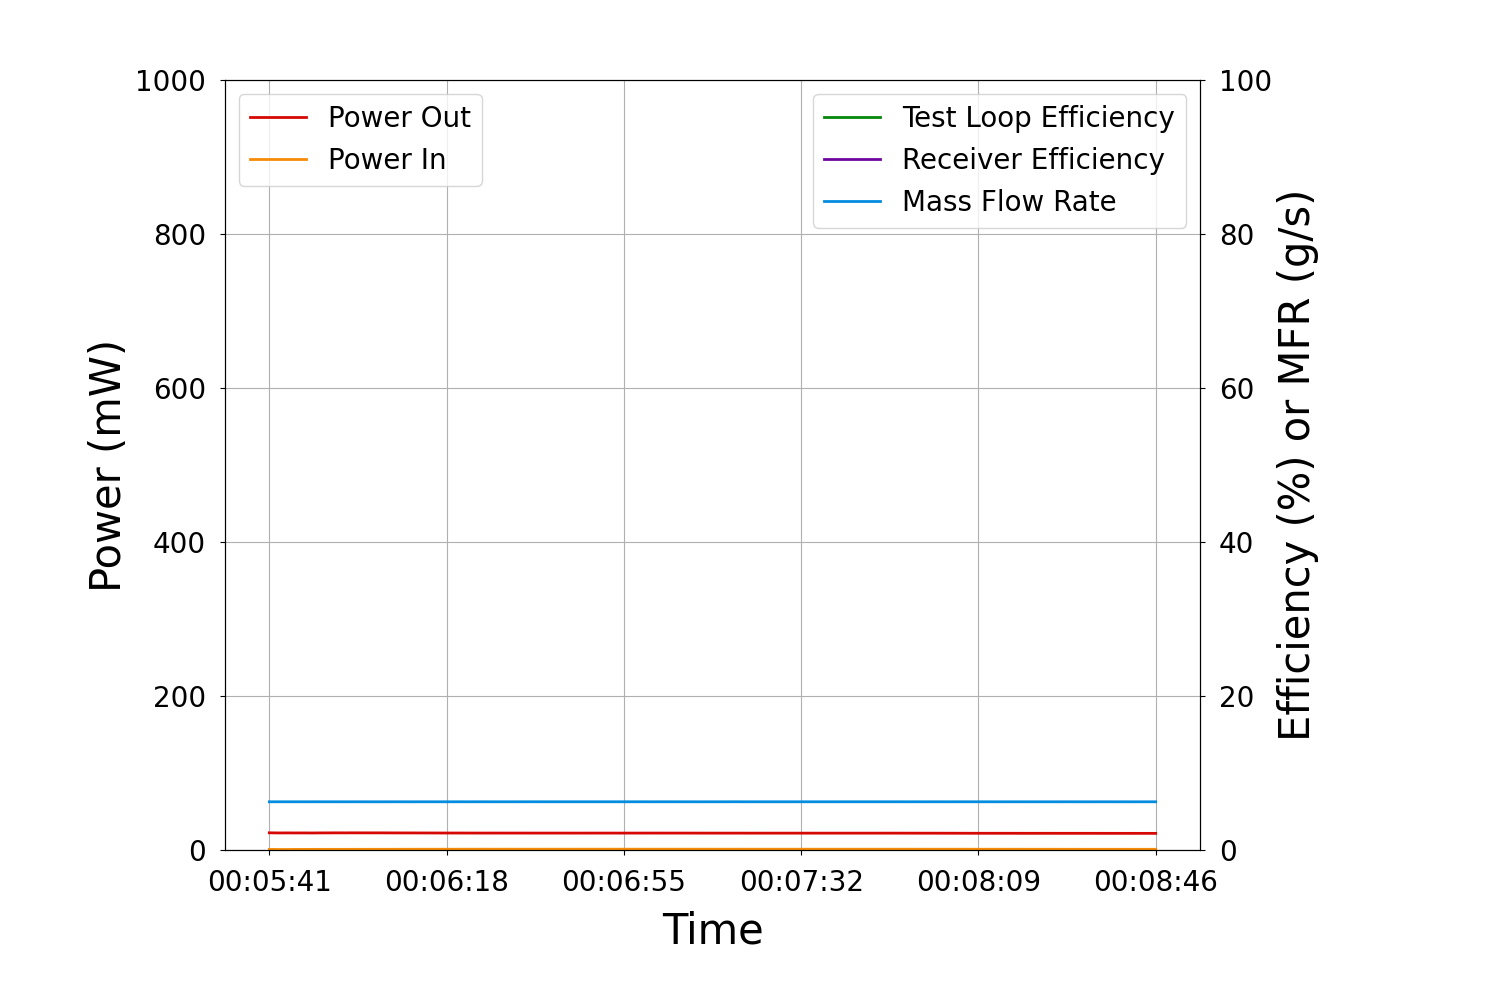 Power Out
Power In
Test Loop Efficiency
Receiver Efficiency
Mass Flow Rate
1000
800
600
400
200
0
Power (mW)
100
80
60
40
20
0
Efficiency (%) or MFR (g/s)
00:05:41 00:06:18 00:06:55 00:07:32 00:08:09 00:08:46
Time